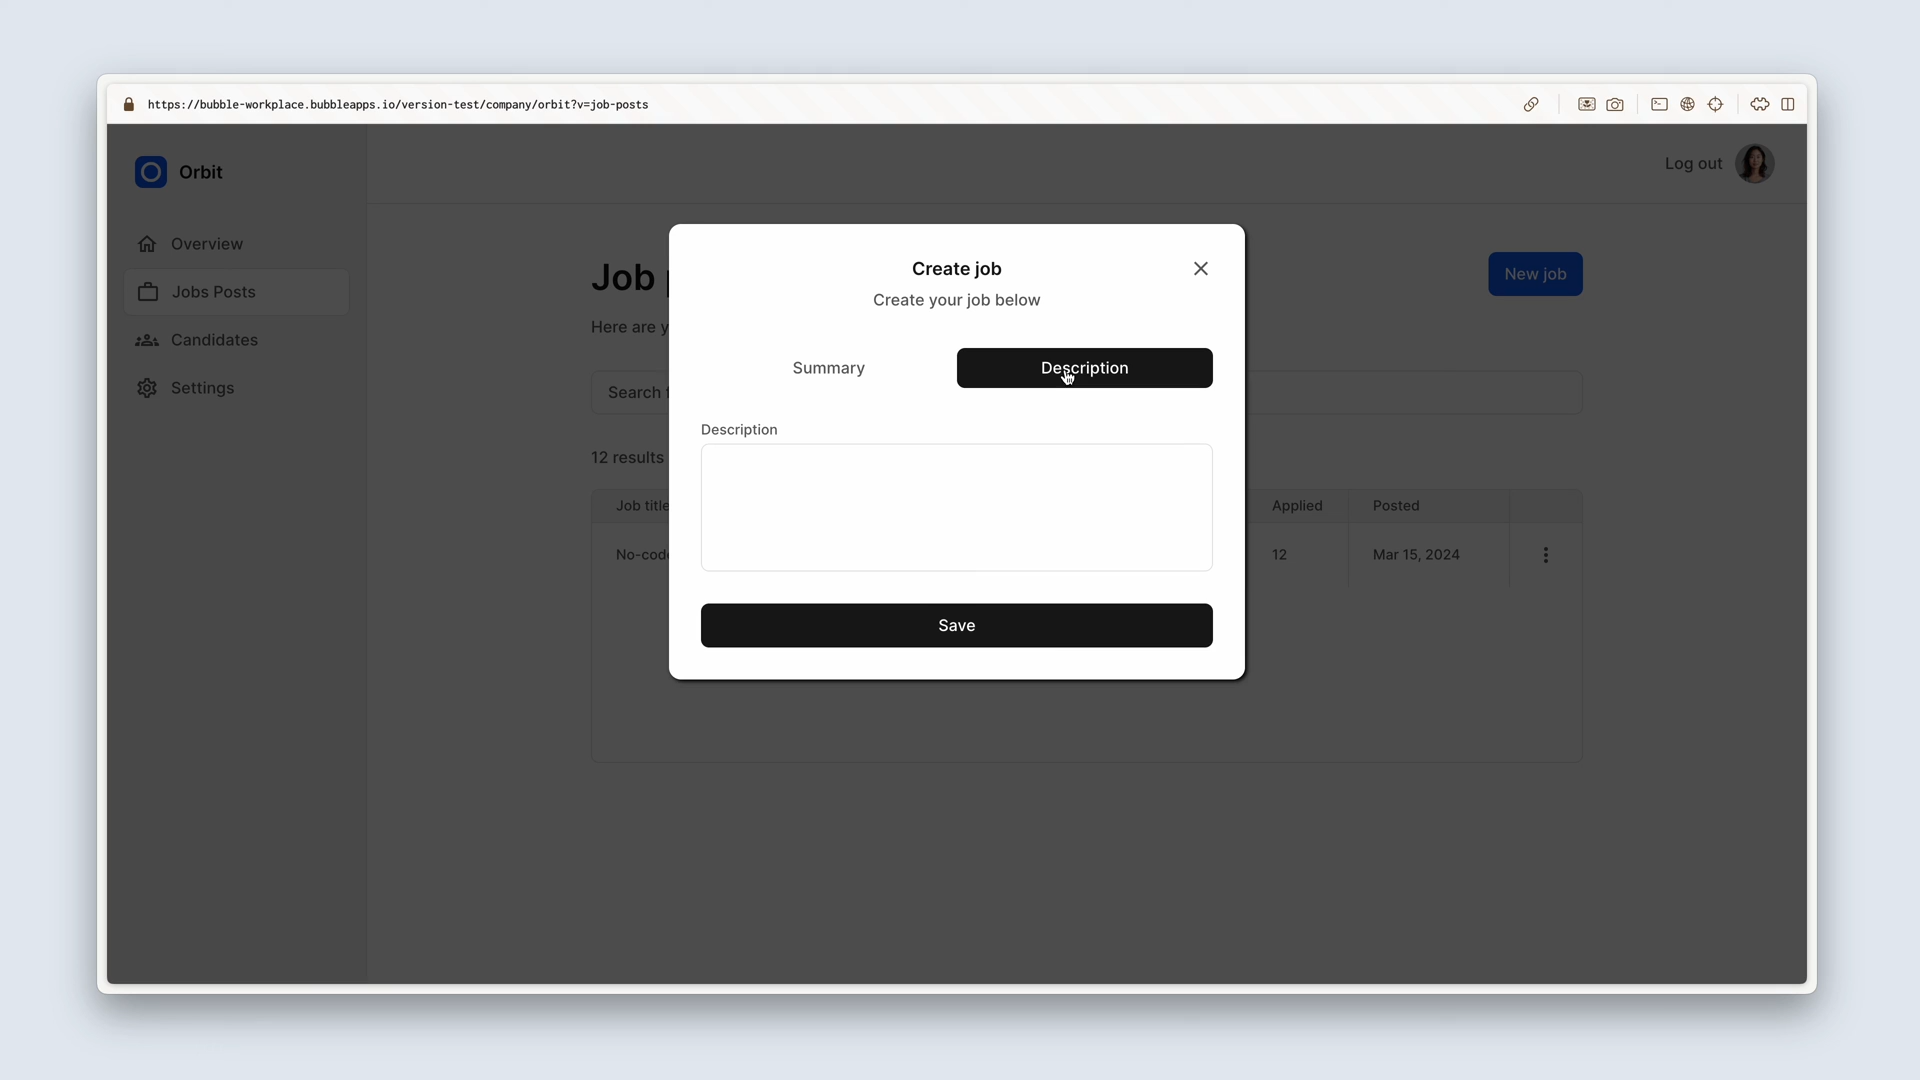 https://bubble-workplace.bubbleapps.io/version-test/company/orbit?v=job-posts
Orbit
Log out
Overview
Jobs Posts
Candidates
Settings
Job
New job
Here are
Search
12 results
Job title
Applied
Posted
12
Mar 15, 2024
Create job
Create your job below
Summary
Description
Description
Save